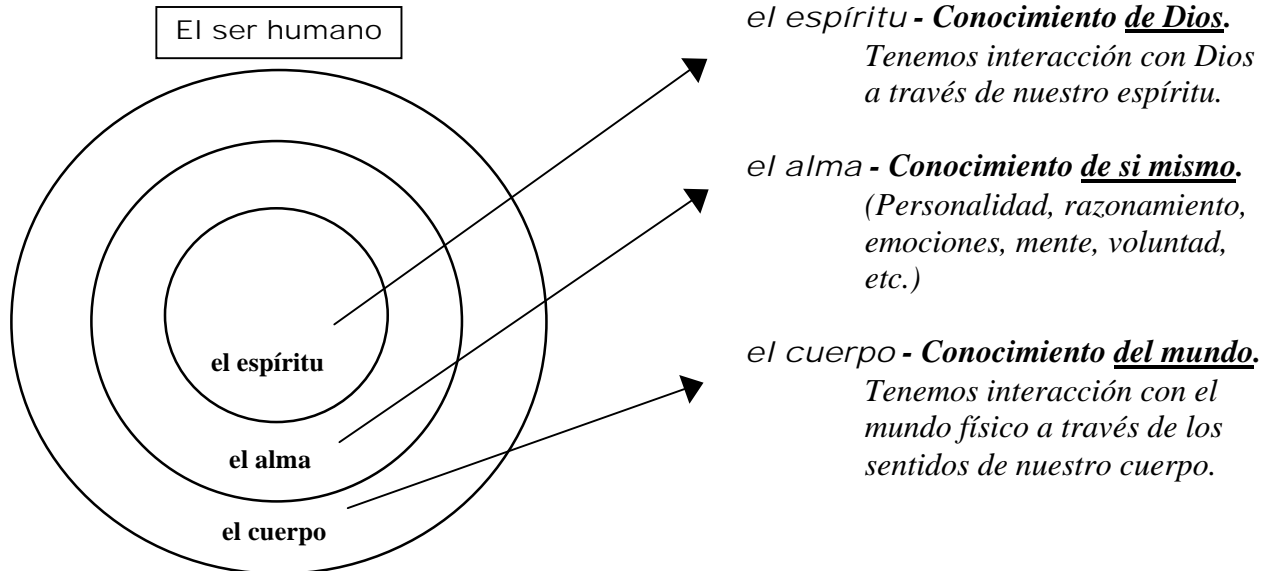 El ser humano
el espíritu
el alma
el cuerpo
el espíritu - Conocimiento de Dios.
Tenemos interacción con Dios
a través de nuestro espíritu.
el alma - Conocimiento de si mismo.
(Personalidad, razonamiento,
emociones, mente, voluntad,
etc.)
el cuerpo - Conocimiento del mundo.
Tenemos interacción con el
mundo físico a través de los
sentidos de nuestro cuerpo.